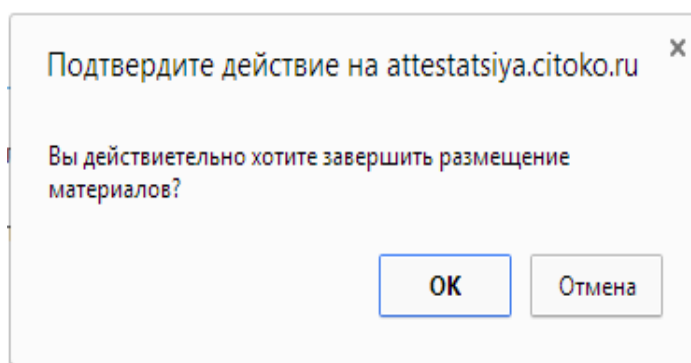 Подтвердите действие на attestatsiya.citoko.ru
Вы действиетельно хотите завершить размещение
материалов?
ОК
Отмена